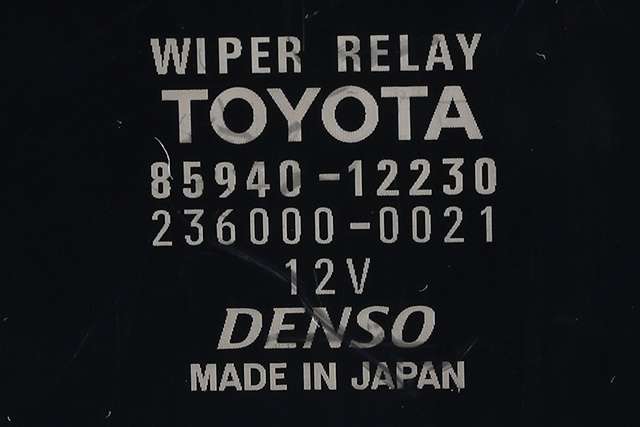 WIPER RELAY
TOYOTA
85940-12230
236000-0021
12V
DENSO
MADE IN JAPAN